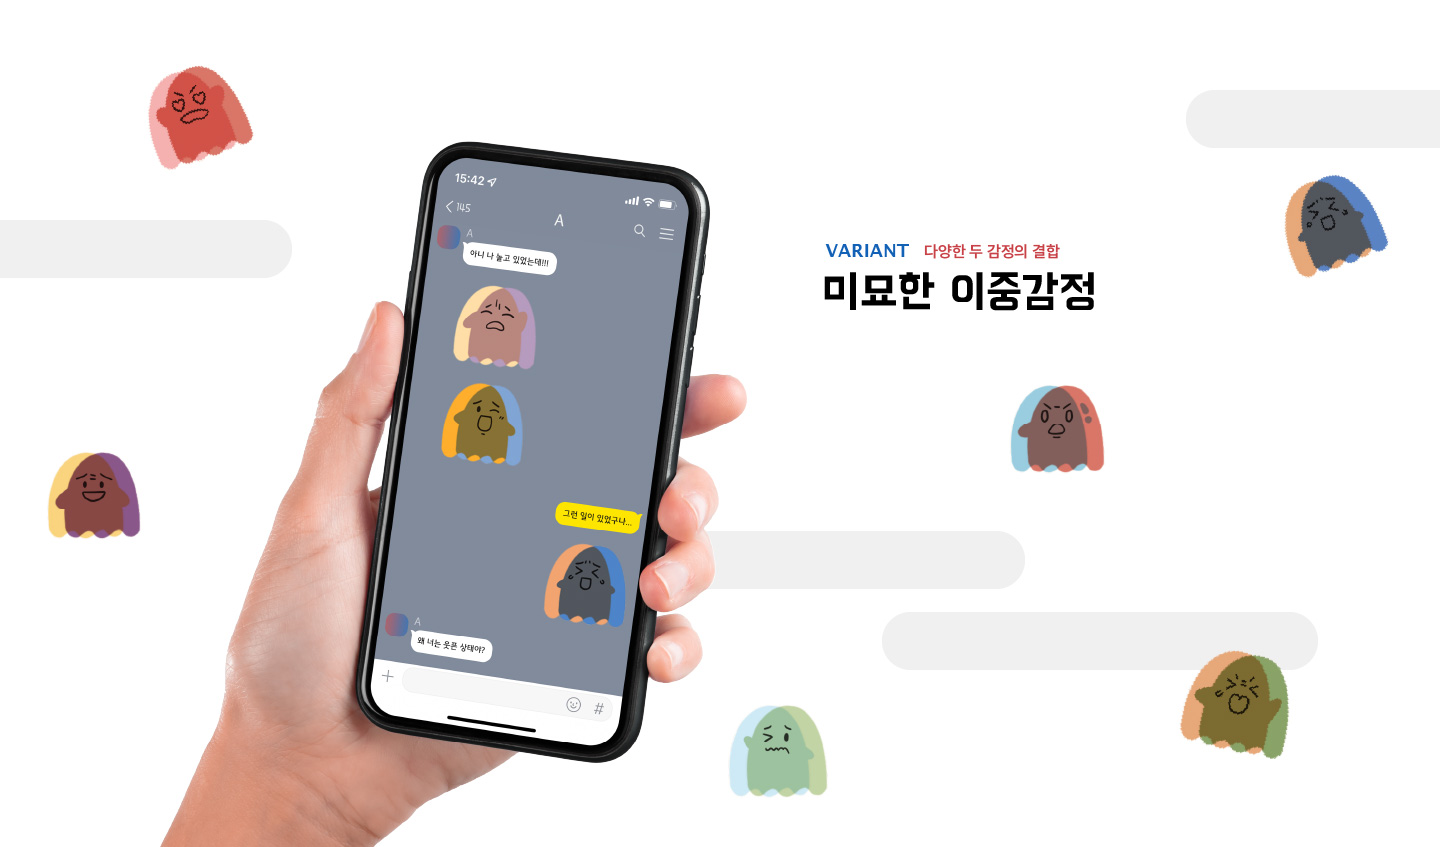 15:42
145
A
A
아니 나 놀고 있었는데!!!
그런 일이 있었구나...
A
왜 너는 웃픈 상태야?
#
VARIANT 다양한 두 감정의 결합
미묘한 이중감정